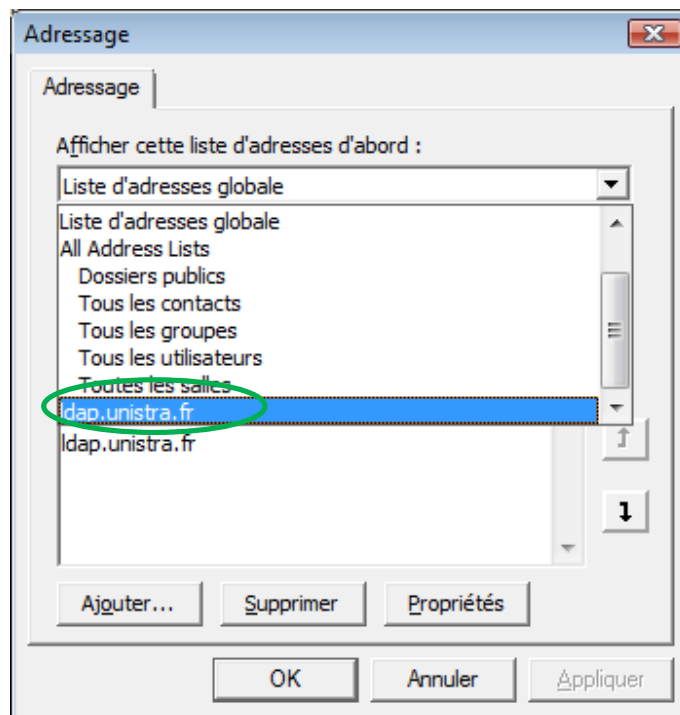 Adressage
Adressage
Afficher cette liste d'adresses d'abord :
Liste d'adresses globale
Liste d'adresses globale
All Address Lists
Dossiers publics
Tous les contacts
Tous les groupes
Tous les utilisateurs
Toutes les salles
ldap.unistra.fr
ldap.unistra.fr
Ajouter... Supprimer Propriétés
OK Annuler Appliquer